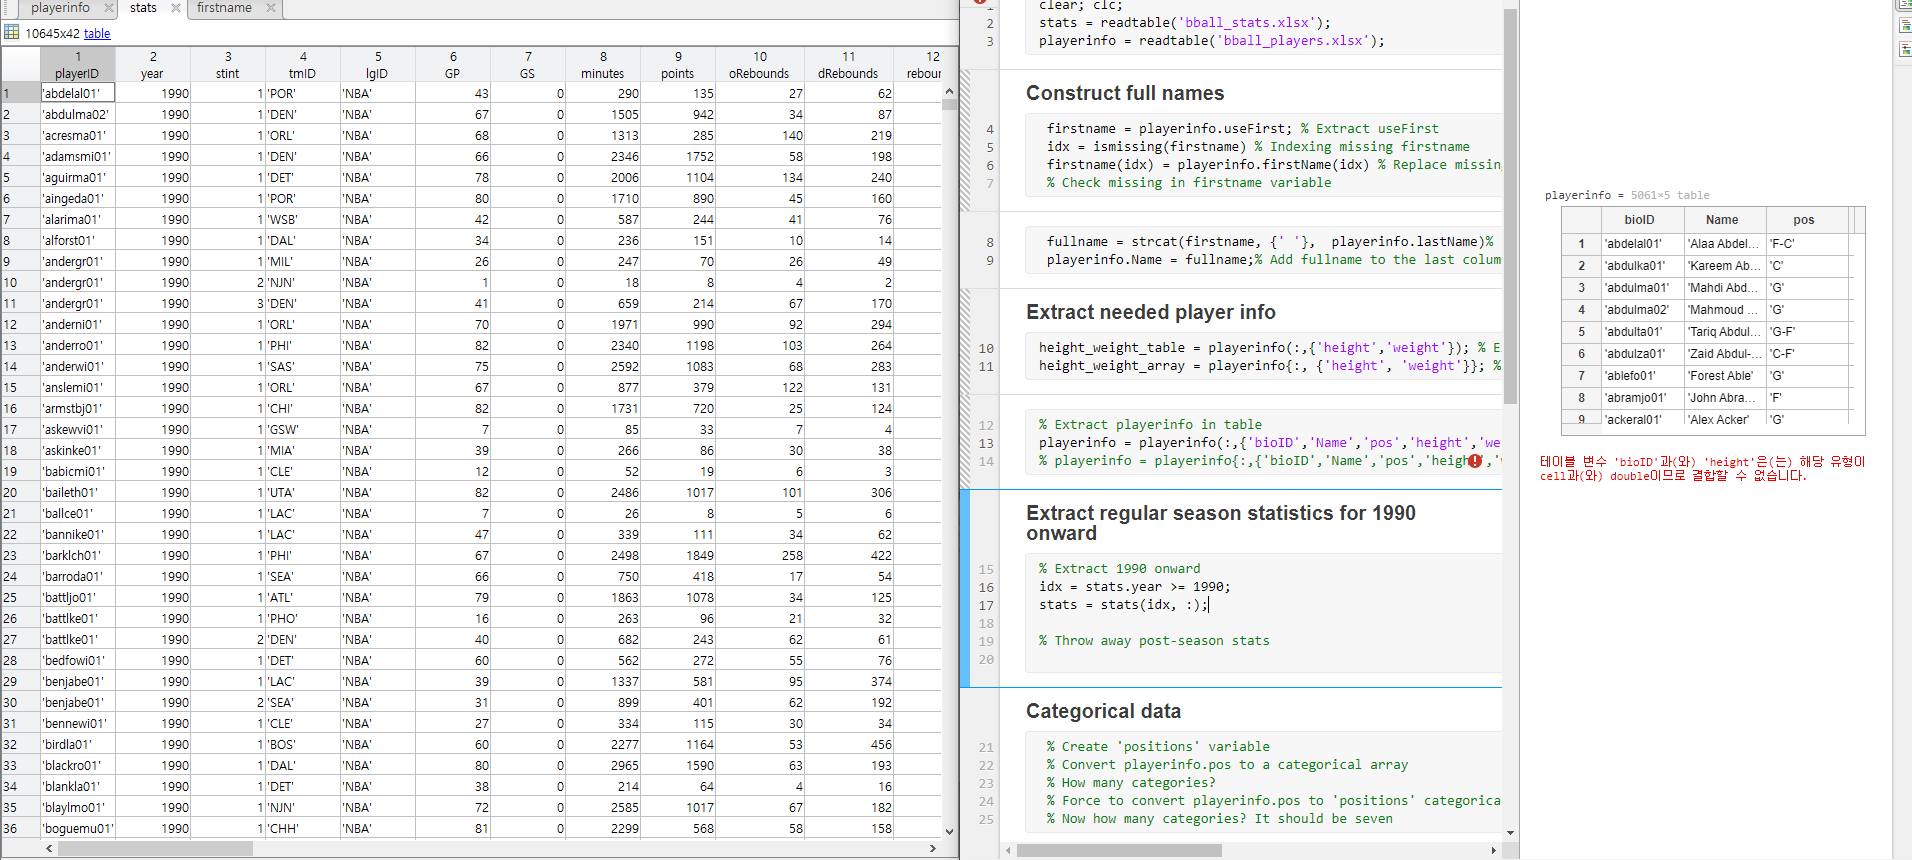 playerinfo stats firstname
10645x42 table
1 2 3 4 5 6 7 8 9 10 11 12
playerID year stint tmID lgID GP GS minutes points oRebounds dRebounds rebour
1 'abdelal01' 1990 1 'POR' 'NBA' 43 0 290 135 27 62
2 'abdulma02' 1990 1 'DEN' 'NBA' 67 0 1505 942 34 87
3 'acresma01' 1990 1 'ORL' 'NBA' 68 0 1313 285 140 219
4 'adamsmi01' 1990 1 'DEN' 'NBA' 66 0 2346 1752 58 198
5 'aguirma01' 1990 1 'DET' 'NBA' 78 0 2006 1104 134 240
6 'aingeda01' 1990 1 'POR' 'NBA' 80 0 1710 890 45 160
7 'alarima01' 1990 1 'WSB' 'NBA' 42 0 587 244 41 76
8 'alforst01' 1990 1 'DAL' 'NBA' 34 0 236 151 10 14
9 'andergr01' 1990 1 'MIL' 'NBA' 26 0 247 70 26 49
10 'andergr01' 1990 2 'NJN' 'NBA' 1 0 18 8 4 2
11 'andergr01' 1990 3 'DEN' 'NBA' 41 0 659 214 67 170
12 'anderni01' 1990 1 'ORL' 'NBA' 70 0 1971 990 92 294
13 'anderro01' 1990 1 'PHI' 'NBA' 82 0 2340 1198 103 264
14 'anderwi01' 1990 1 'SAS' 'NBA' 75 0 2592 1083 68 283
15 'anslemi01' 1990 1 'ORL' 'NBA' 67 0 877 379 122 131
16 'armstbj01' 1990 1 'CHI' 'NBA' 82 0 1731 720 25 124
17 'askewvi01' 1990 1 'GSW' 'NBA' 7 0 85 33 7 4
18 'askinke01' 1990 1 'MIA' 'NBA' 39 0 266 86 30 38
19 'babicmi01' 1990 1 'CLE' 'NBA' 12 0 52 19 6 3
20 'baileth01' 1990 1 'UTA' 'NBA' 82 0 2486 1017 101 306
21 'ballce01' 1990 1 'LAC' 'NBA' 7 0 26 8 5 6
22 'bannike01' 1990 1 'LAC' 'NBA' 47 0 339 111 34 62
23 'barklch01' 1990 1 'PHI' 'NBA' 67 0 2498 1849 258 422
24 'barroda01' 1990 1 'SEA' 'NBA' 66 0 750 418 17 54
25 'battljo01' 1990 1 'ATL' 'NBA' 79 0 1863 1078 34 125
26 'battlke01' 1990 1 'PHO' 'NBA' 16 0 263 96 21 32
27 'battlke01' 1990 2 'DEN' 'NBA' 40 0 682 243 62 61
28 'bedfowi01' 1990 1 'DET' 'NBA' 60 0 562 272 55 76
29 'benjabe01' 1990 1 'LAC' 'NBA' 39 0 1337 581 95 374
30 'benjabe01' 1990 2 'SEA' 'NBA' 31 0 899 401 62 192
31 'bennewi01' 1990 1 'CLE' 'NBA' 27 0 334 115 30 34
32 'birdla01' 1990 1 'BOS' 'NBA' 60 0 2277 1164 53 456
33 'blackro01' 1990 1 'DAL' 'NBA' 80 0 2965 1590 63 193
34 'blankla01' 1990 1 'DET' 'NBA' 38 0 214 64 4 16
35 'blaylmo01' 1990 1 'NJN' 'NBA' 72 0 2585 1017 67 182
36 'boguemu01' 1990 1 'CHH' 'NBA' 81 0 2299 568 58 158
clear; clc;
2 stats = readtable('bball_stats.xlsx');
3 playerinfo = readtable('bball_players.xlsx');
Construct full names
4 firstname = playerinfo.useFirst; % Extract useFirst
5 idx = ismissing(firstname) % Indexing missing firstname
6 firstname(idx) = playerinfo.firstName(idx) % Replace missin
7 % Check missing in firstname variable
8 fullname = strcat(firstname, {' '}, playerinfo.lastName)%
9 playerinfo.Name = fullname;% Add fullname to the last colum
Extract needed player info
10 height_weight_table = playerinfo(:,{'height','weight'}); % E
11 height_weight_array = playerinfo{:, {'height', 'weight'}}; %
12 % Extract playerinfo in table
13 playerinfo = playerinfo(:,{'bioID','Name','pos','height','we
14 % playerinfo = playerinfo{:,{'bioID','Name','pos','heigh
Extract regular season statistics for 1990
onward
15 % Extract 1990 onward
16 idx = stats.year >= 1990;
17 stats = stats(idx, :);
18
19 % Throw away post-season stats
20
Categorical data
21 % Create 'positions' variable
22 % Convert playerinfo.pos to a categorical array
23 % How many categories?
24 % Force to convert playerinfo.pos to 'positions' categorica
25 % Now how many categories? It should be seven
playerinfo = 5061×5 table
bioID Name pos
1 'abdelal01' 'Alaa Abdel... 'F-C'
2 'abdulka01' 'Kareem Ab... 'C'
3 'abdulma01' 'Mahdi Abd... 'G'
4 'abdulma02' 'Mahmoud ... 'G'
5 'abdulta01' 'Tariq Abdul... 'G-F'
6 'abdulza01' 'Zaid Abdul-... 'C-F'
7 'ablefo01' 'Forest Able' 'G'
8 'abramjo01' 'John Abra... 'F'
9 'ackeral01' 'Alex Acker' 'G'
테이블 변수 'bioID'과(와) 'height'은(는) 해당 유형이
cell과(와) double이므로 결합할 수 없습니다.